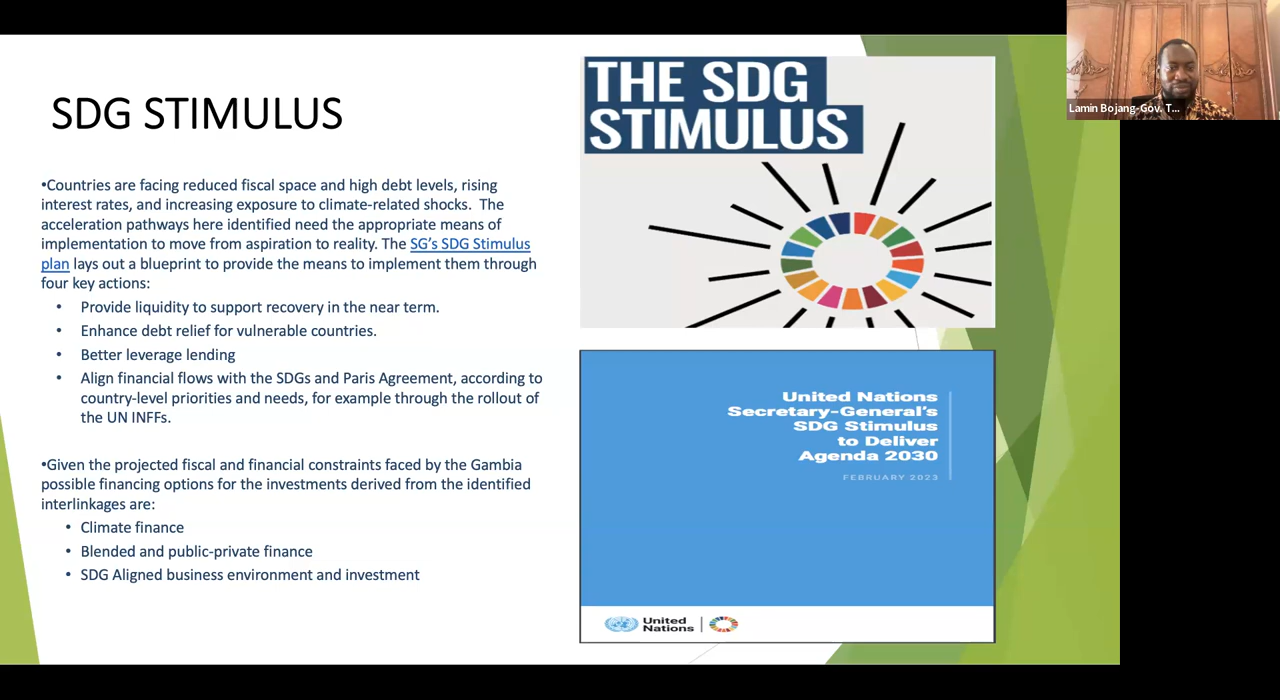 SDG STIMULUS
•Countries are facing reduced fiscal space and high debt levels, rising
interest rates, and increasing exposure to climate-related shocks.  The
acceleration pathways here identified need the appropriate means of
implementation to move from aspiration to reality. The SG's SDG Stimulus
plan lays out a blueprint to provide the means to implement them through
four key actions:
• Provide liquidity to support recovery in the near term.
• Enhance debt relief for vulnerable countries.
• Better leverage lending
• Align financial flows with the SDGs and Paris Agreement, according to
country-level priorities and needs, for example through the rollout of
the UN INFFs.
•Given the projected fiscal and financial constraints faced by the Gambia
possible financing options for the investments derived from the identified
interlinkages are:
• Climate finance
• Blended and public-private finance
• SDG Aligned business environment and investment
THE SDG
STIMULUS
United Nations
Secretary-General's
SDG Stimulus
to Deliver
Agenda 2030
FEBRUARY 2023
United
Nations
Lamin Bojang-Gov. T...